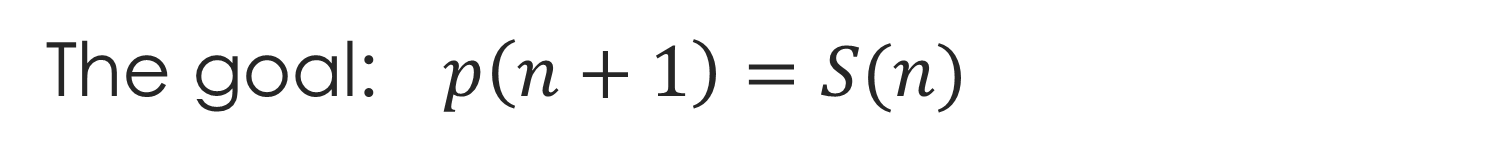 The goal: p(n + 1) = S(n)